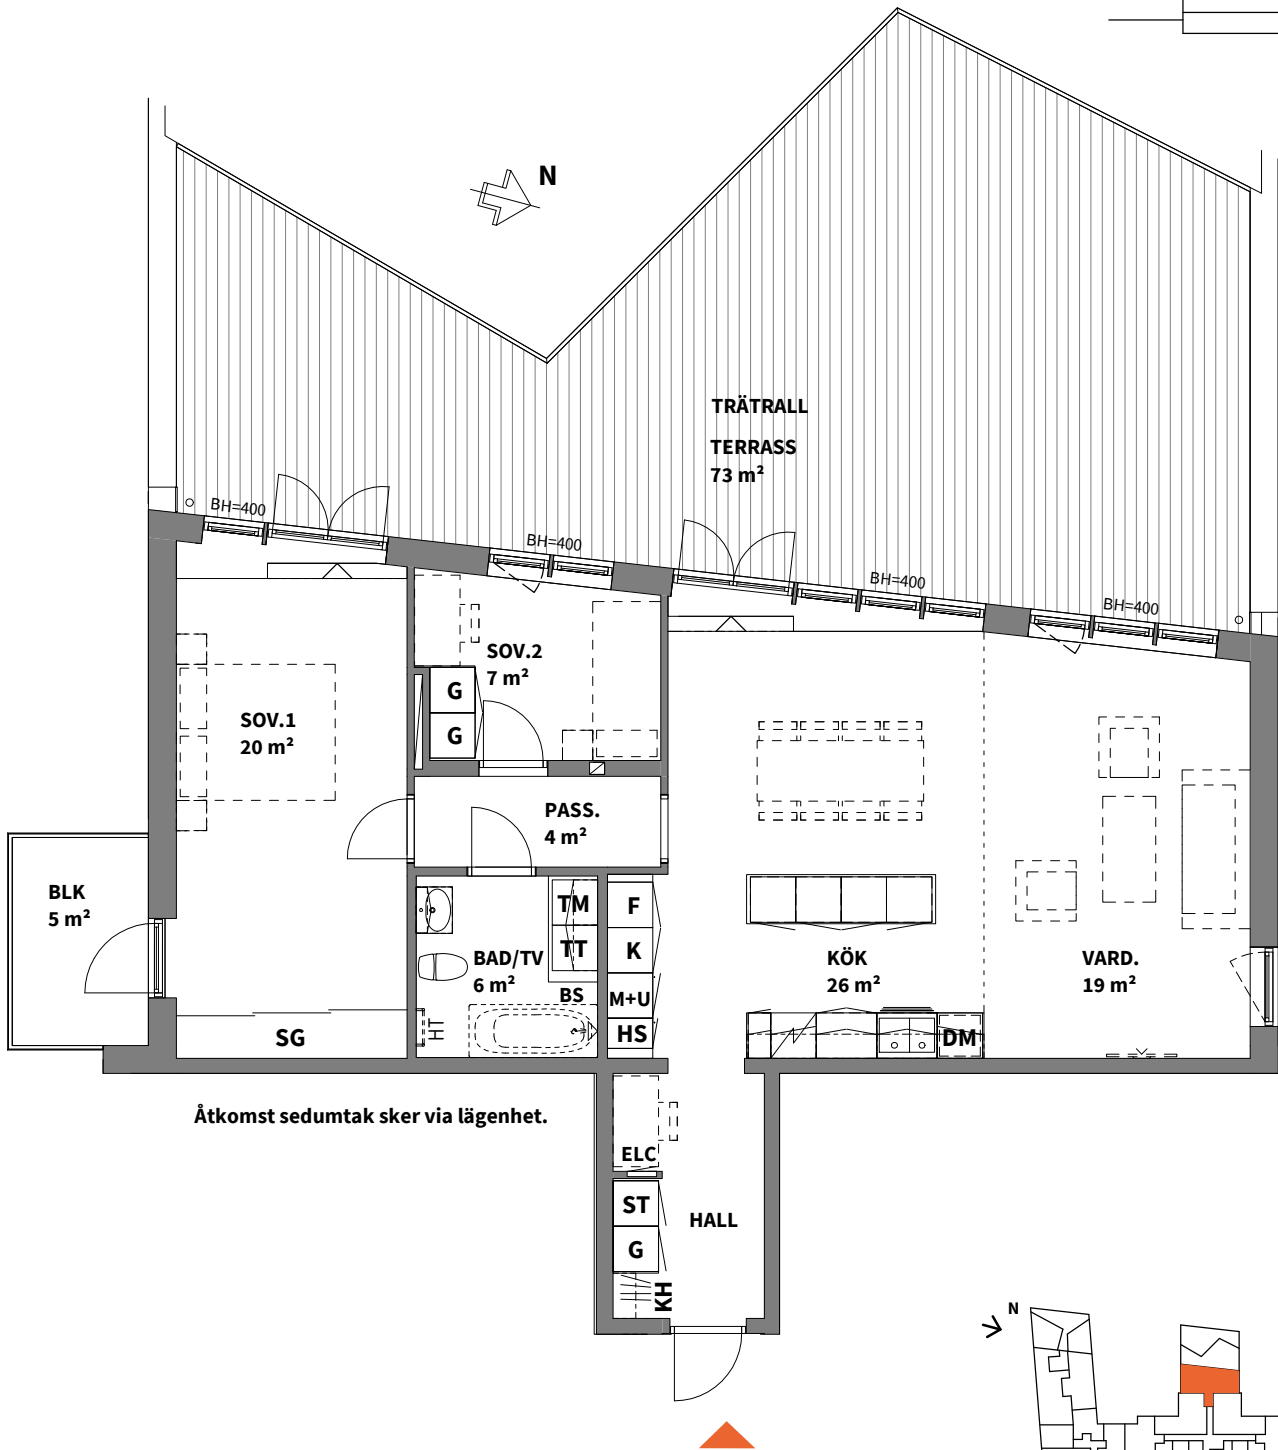 N
TRÄTRALL
TERRASS
73 m²
BH=400
BH=400
BH=400
BH=400
SOV.2
7 m²
G
G
SOV.1
20 m²
PASS.
4 m²
BLK
5 m²
TM
TT
F
K
M+U
HS
BAD/TV
6 m²
BS
HT
SG
KÖK
26 m²
DM
VARD.
19 m²
Åtkomst sedumtak sker via lägenhet.
ELC
ST
G
KH
HALL
N